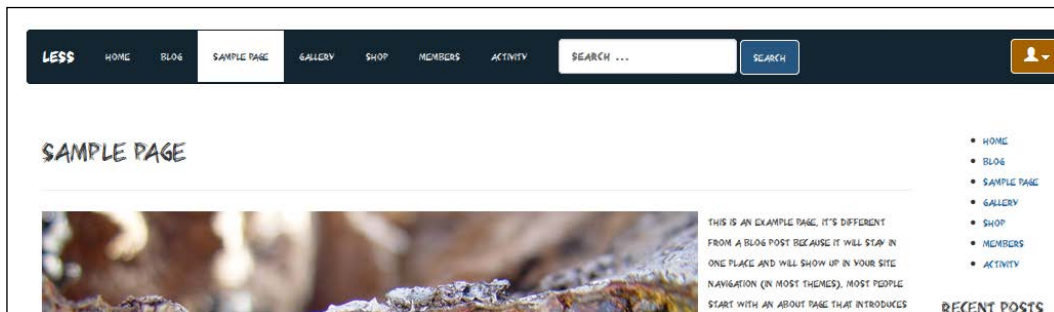 LESS HOME BLOG SAMPLE PAGE GALLERY SHOP MEMBERS ACTIVITY SEARCH ... SEARCH
SAMPLE PAGE
THIS IS AN EXAMPLE PAGE. IT'S DIFFERENT
FROM A BLOG POST BECAUSE IT WILL STAY IN
ONE PLACE AND WILL SHOW UP IN YOUR SITE
NAVIGATION (IN MOST THEMES). MOST PEOPLE
START WITH AN ABOUT PAGE THAT INTRODUCES
HOME
BLOG
SAMPLE PAGE
GALLERY
SHOP
MEMBERS
ACTIVITY
RECENT POSTS